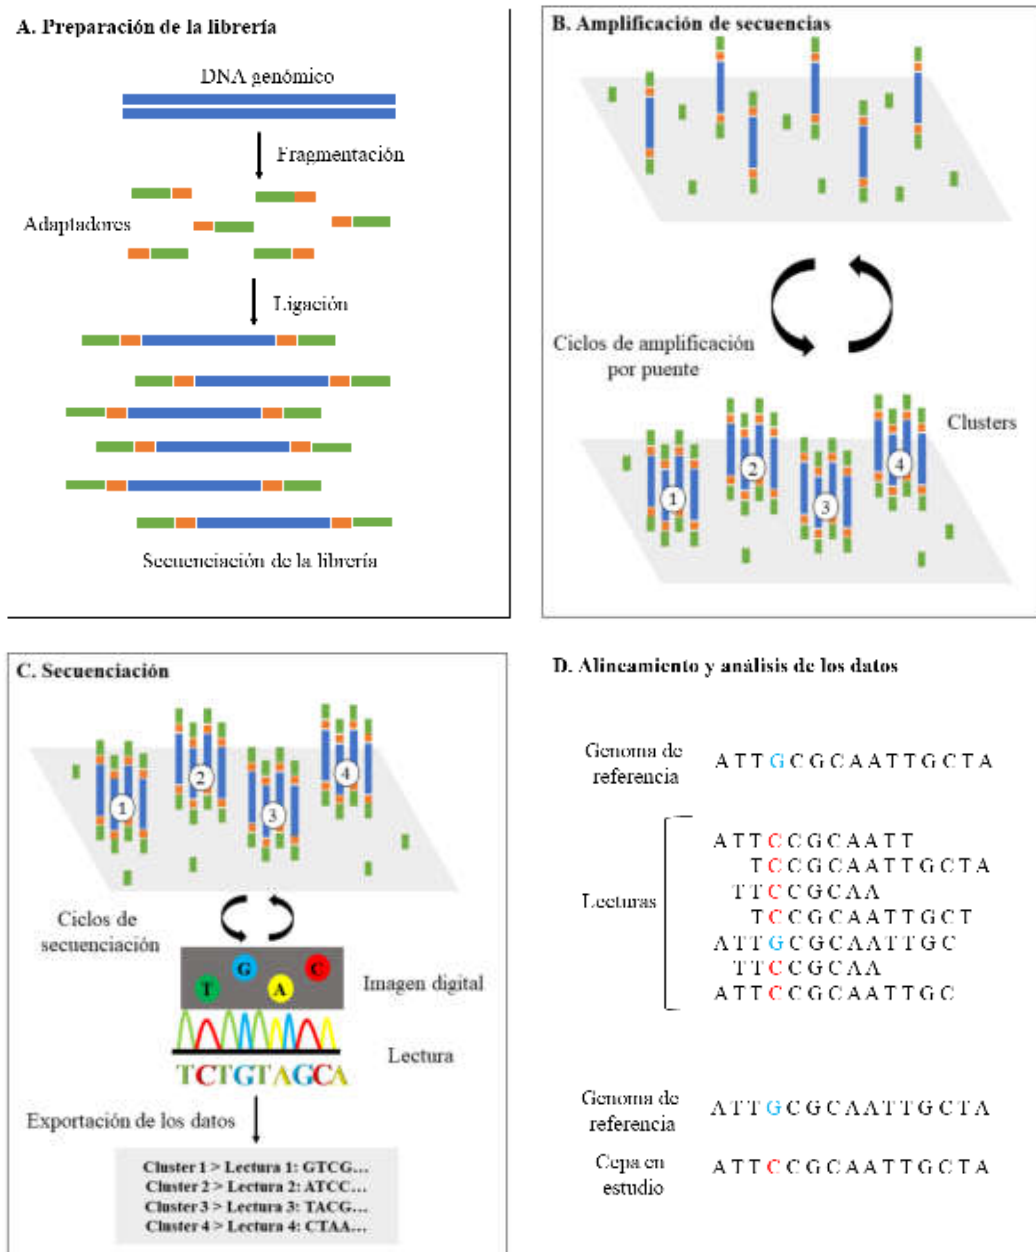 A. Preparación de la librería
DNA genómico
Fragmentación
Adaptadores
Ligación
Secuenciación de la librería
B. Amplificación de secuencias
Ciclos de amplificación
por puente
Clusters
1
2
3
4
C. Secuenciación
1
2
3
4
Ciclos de
secuenciación
T
G
A
C
Imagen digital
Lectura
TCTGTAGCA
Exportación de los datos
Cluster 1 > Lectura 1: GTCG...
Cluster 2 > Lectura 2: ATCC...
Cluster 3 > Lectura 3: TACG...
Cluster 4 > Lectura 4: CTAA...
D. Alineamiento y análisis de los datos
Genoma de
referencia
A T T G C G C A A T T G C T A
Lecturas
A T T C C G C A A T T
T C C G C A A T T G C T A
T T C C G C A A
T C C G C A A T T G C T
A T T G C G C A A T T G C
T T C C G C A A
A T T C C G C A A T T G C
Genoma de
referencia
A T T G C G C A A T T G C T A
Cepa en
estudio
A T T C C G C A A T T G C T A